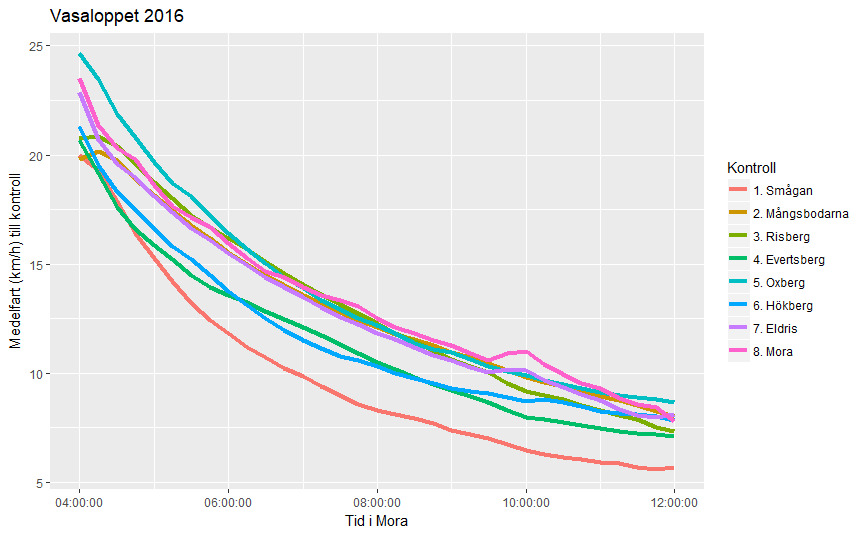 Vasaloppet 2016
Medelfart (km/h) till kontroll
25
20
15
10
5
04:00:00
06:00:00
08:00:00
10:00:00
12:00:00
Tid i Mora
Kontroll
1. Smågan
2. Mångsbodarna
3. Risberg
4. Evertsberg
5. Oxberg
6. Hökberg
7. Eldris
8. Mora